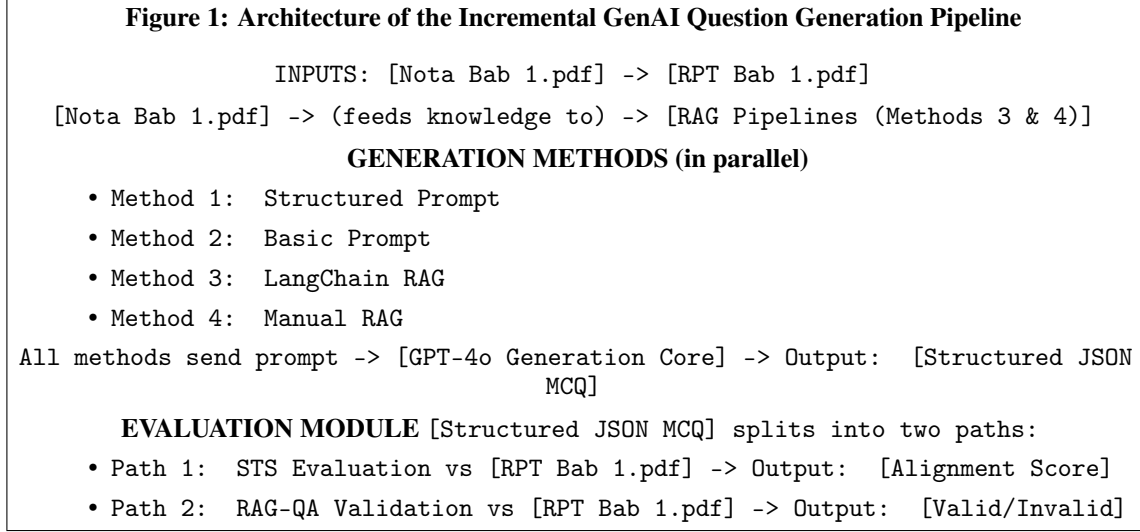 Figure 1: Architecture of the Incremental GenAI Question Generation Pipeline
INPUTS: [Nota Bab 1.pdf] -> [RPT Bab 1.pdf]
[Nota Bab 1.pdf] -> (feeds knowledge to) -> [RAG Pipelines (Methods 3 & 4)]
GENERATION METHODS (in parallel)
• Method 1: Structured Prompt
• Method 2: Basic Prompt
• Method 3: LangChain RAG
• Method 4: Manual RAG
All methods send prompt -> [GPT-4o Generation Core] -> Output: [Structured JSON
MCQ]
EVALUATION MODULE [Structured JSON MCQ] splits into two paths:
• Path 1: STS Evaluation vs [RPT Bab 1.pdf] -> Output: [Alignment Score]
• Path 2: RAG-QA Validation vs [RPT Bab 1.pdf] -> Output: [Valid/Invalid]